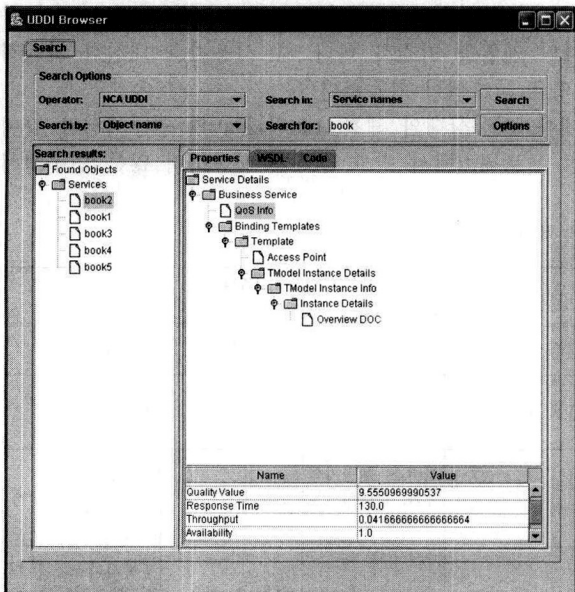 UDDI Browser
Search
Search Options
Operator: NCA UDDI Search in: Service names Search
Search by: Object name Search for: book Options
Search results:
Found Objects
Services
book2
book1
book3
book4
book5
Properties WSDL Code
Service Details
Business Service
QoS Info
Binding Templates
Template
Access Point
TModel Instance Details
TModel Instance Info
Instance Details
Overview DOC
Name Value
Quality Value 9.5550969990537
Response Time 130.0
Throughput 0.041666666666666664
Availability 1.0